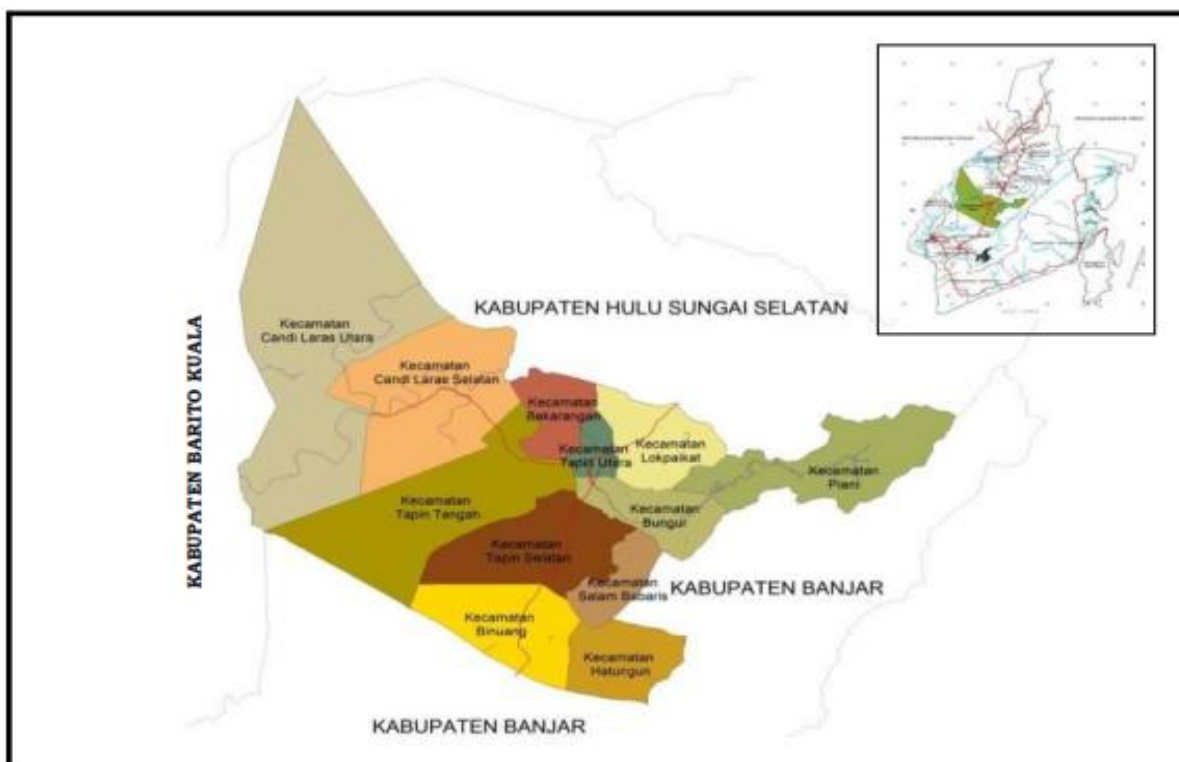 KABUPATEN HULU SUNGAI SELATAN
Kecamatan
Candi Laras Utara
Kecamatan
Candi Laras Selatan
KABUPATEN BARITO KUALA
Kecamatan
Bakarangan
Kecamatan
Tapin Utara
Kecamatan
Lokpaikat
Kecamatan
Piani
Kecamatan
Tapin Tengah
Kecamatan
Bungur
Kecamatan
Tapin Selatan
Kecamatan
Salam Babaris
KABUPATEN BANJAR
Kecamatan
Binuang
Kecamatan
Hatungun
KABUPATEN BANJAR